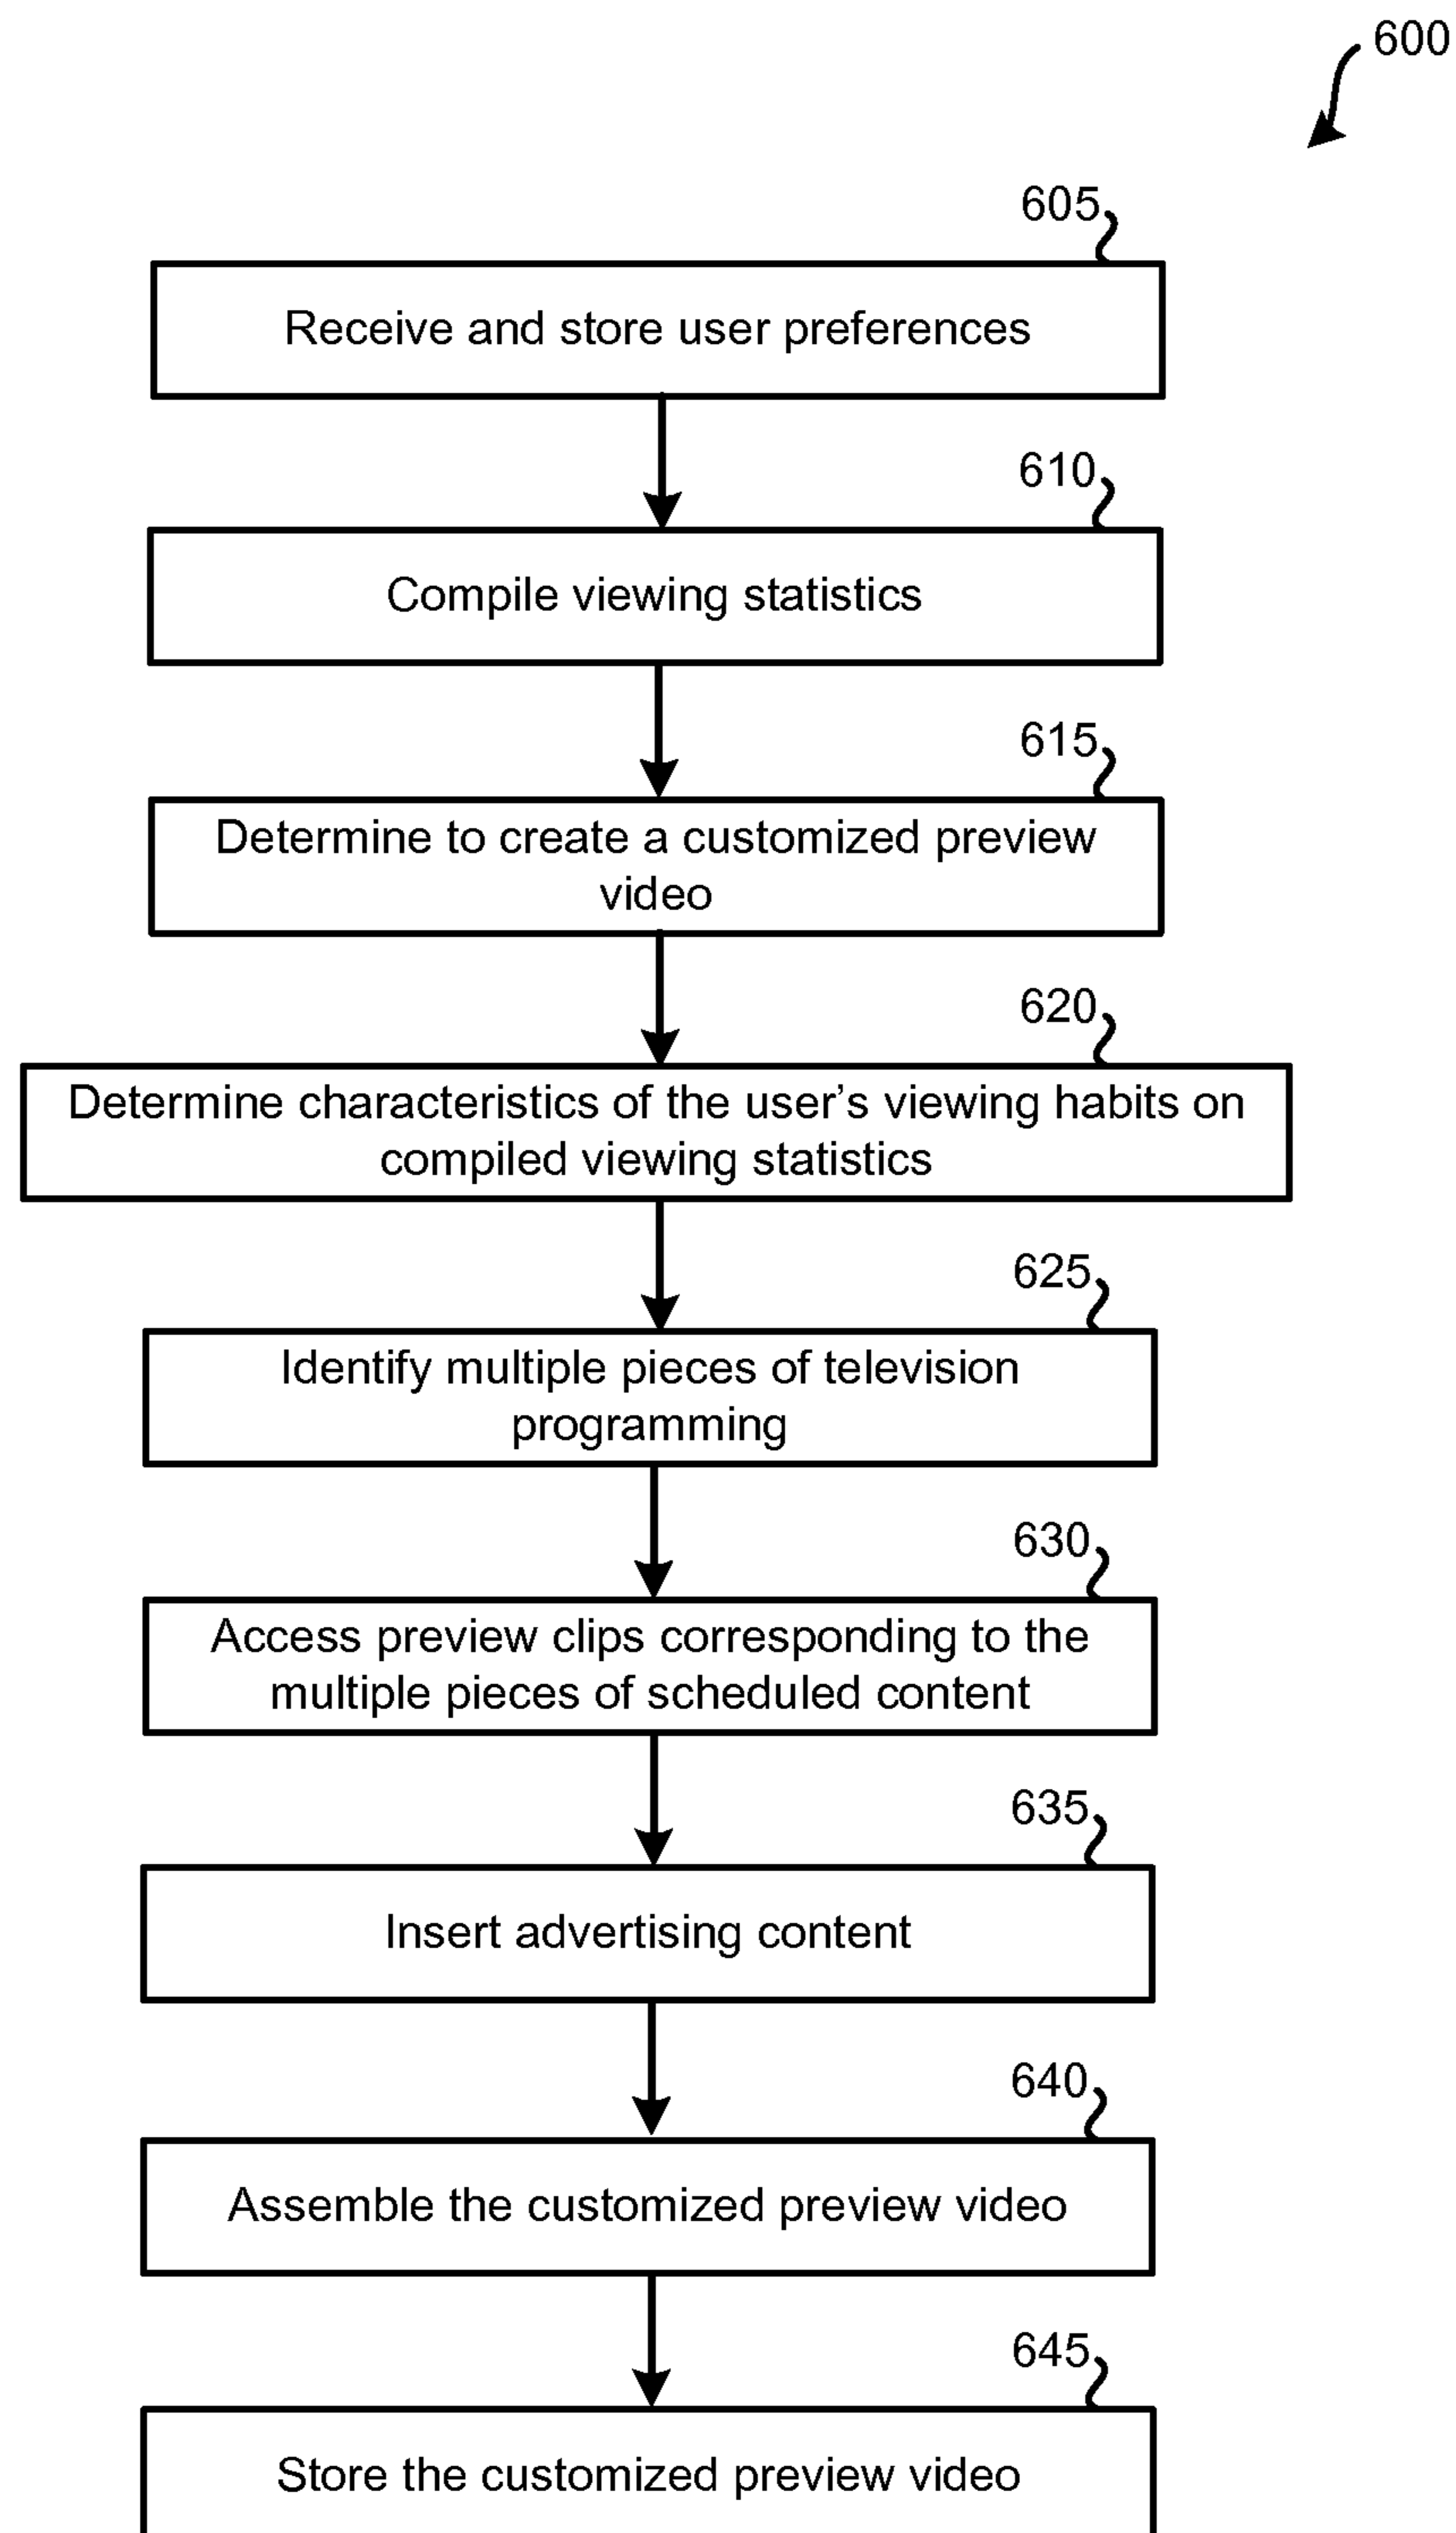 600
605
Receive and store user preferences
610
Compile viewing statistics
615
Determine to create a customized preview
video
620
Determine characteristics of the user’s viewing habits on
compiled viewing statistics
625
Identify multiple pieces of television
programming
630
Access preview clips corresponding to the
multiple pieces of scheduled content
635
Insert advertising content
640
Assemble the customized preview video
645
Store the customized preview video